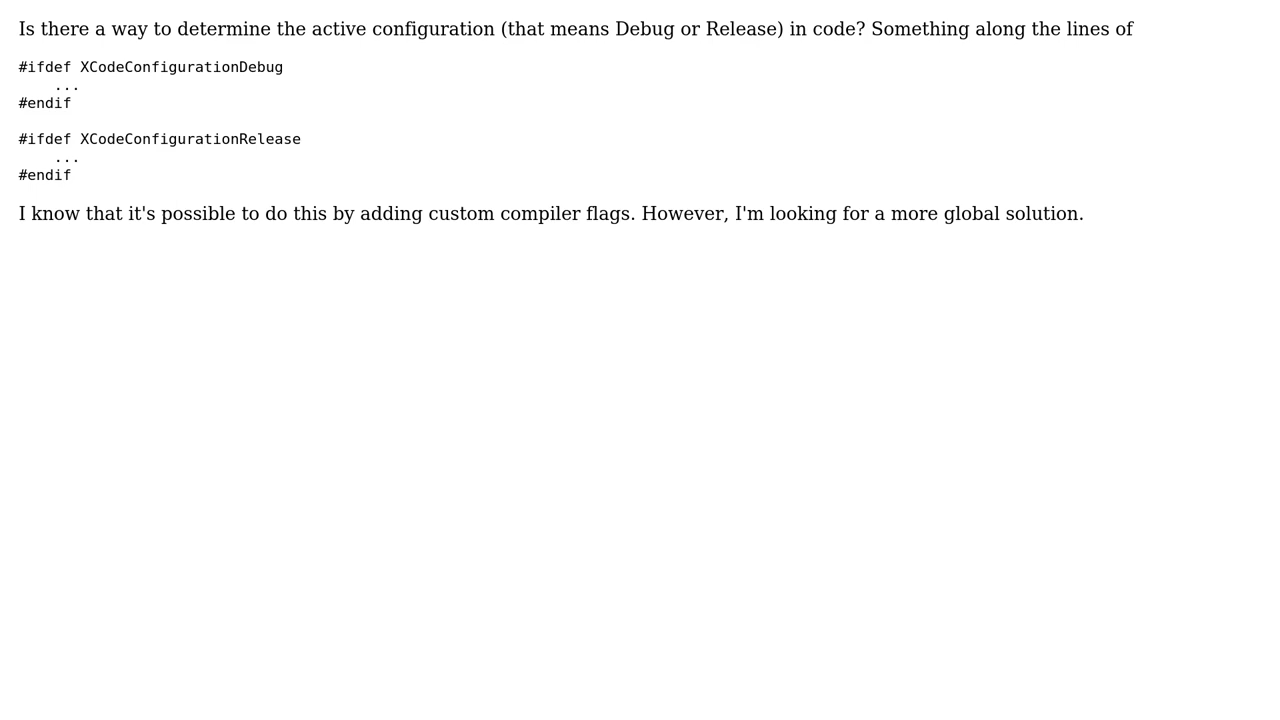 Is there a way to determine the active configuration (that means Debug or Release) in code? Something along the lines of
#ifdef XCodeConfigurationDebug
    ...
#endif
#ifdef XCodeConfigurationRelease
    ...
#endif
I know that it's possible to do this by adding custom compiler flags. However, I'm looking for a more global solution.